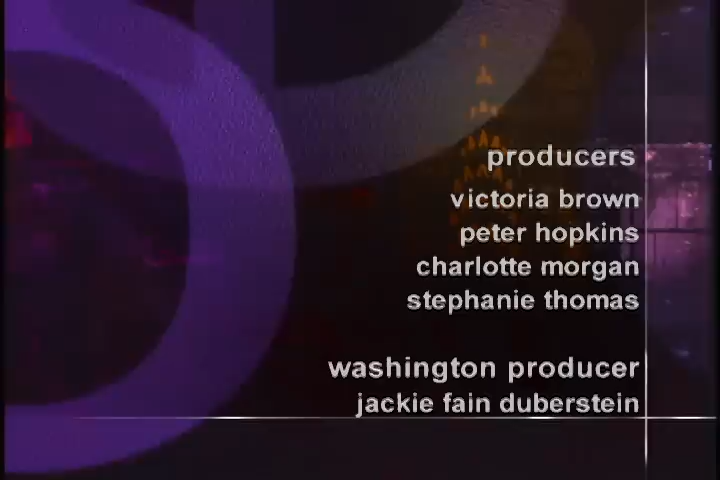 producers
victoria brown
peter hopkins
charlotte morgan
stephanie thomas
washington producer
jackie fain duberstein